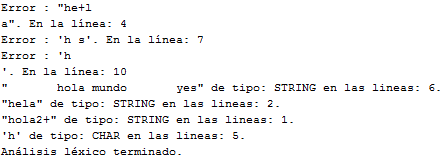 Error : "he+l
a". En la línea: 4
Error : 'h s'. En la línea: 7
Error : 'h
'. En la línea: 10
"       hola mundo       yes" de tipo: STRING en las lineas: 6.
"hela" de tipo: STRING en las lineas: 2.
"hola2+" de tipo: STRING en las lineas: 1.
'h' de tipo: CHAR en las lineas: 5.
Análisis léxico terminado.